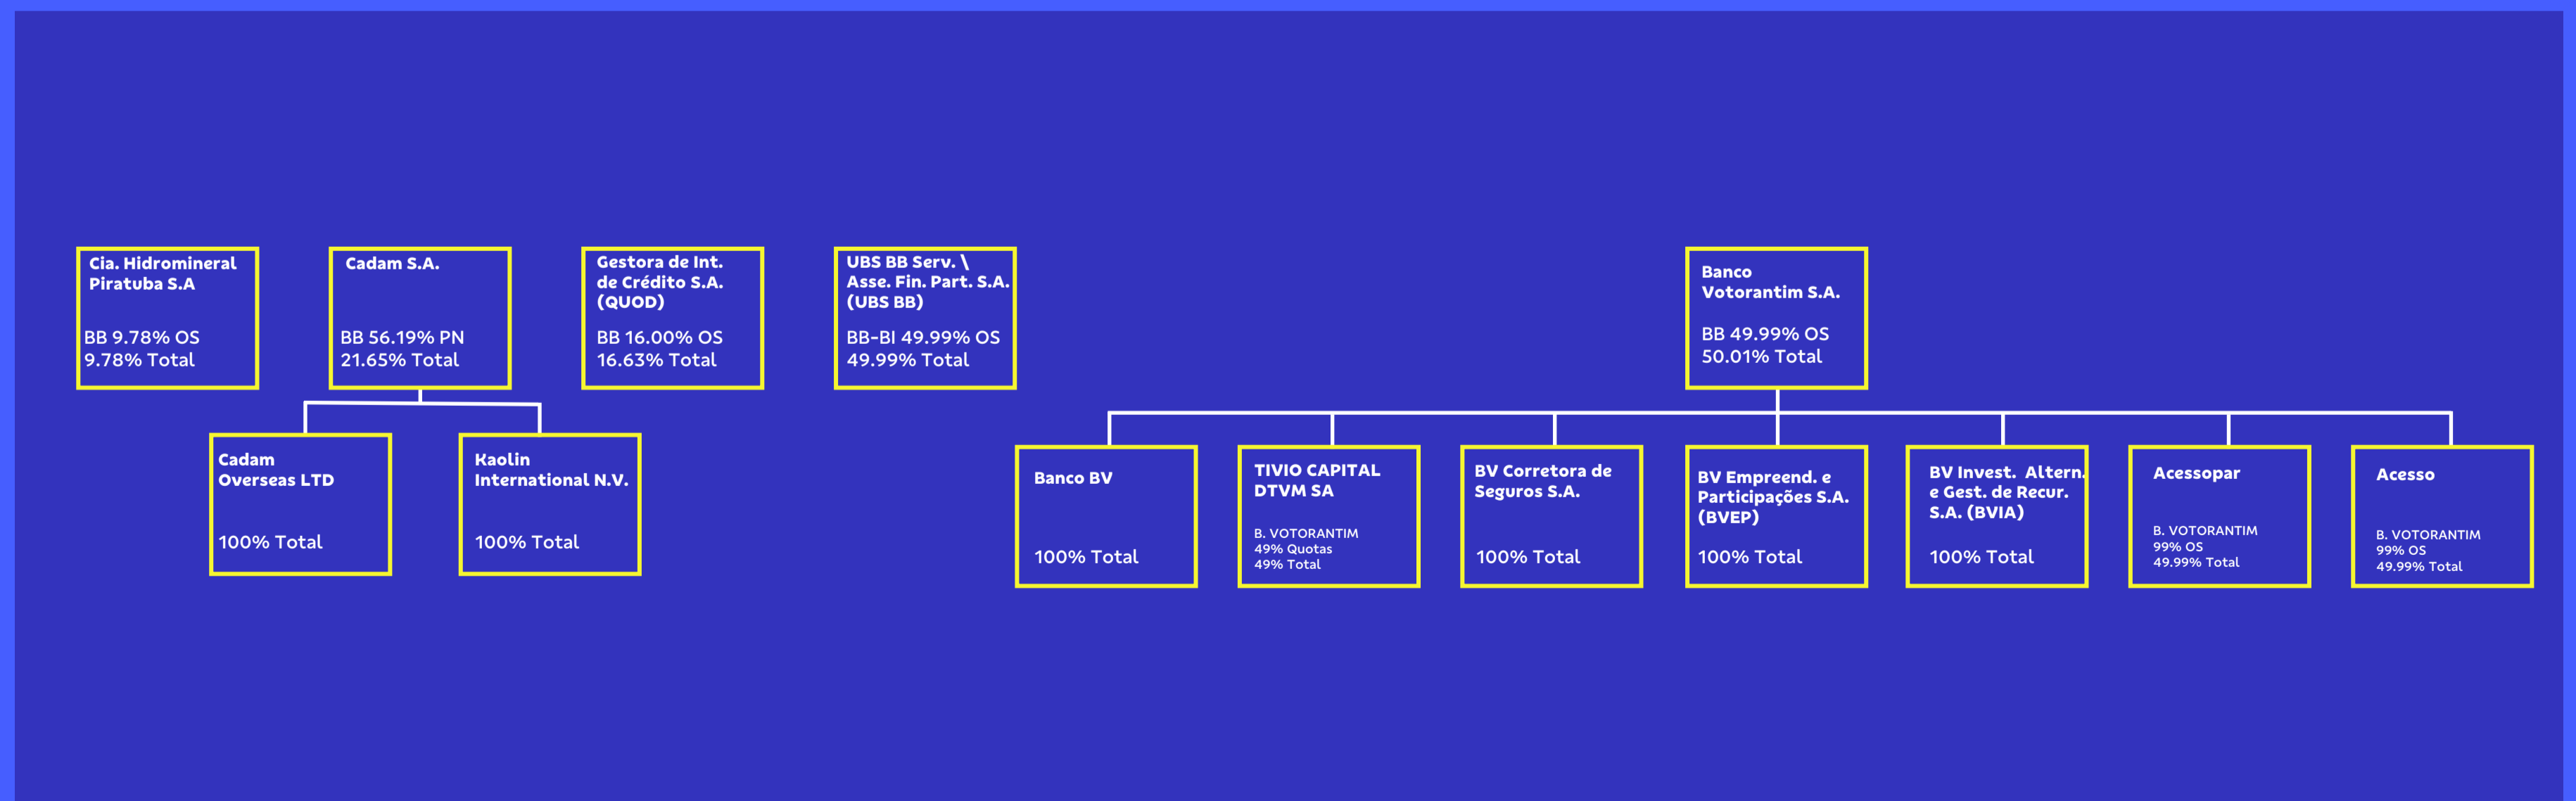 Cia. Hidromineral
Piratuba S.A
BB 9.78% OS
9.78% Total
Cadam S.A.
BB 56.19% PN
21.65% Total
Gestora de Int.
de Crédito S.A.
(QUOD)
BB 16.00% OS
16.63% Total
UBS BB Serv. \
Asse. Fin. Part. S.A.
(UBS BB)
BB-BI 49.99% OS
49.99% Total
Banco
Votorantim S.A.
BB 49.99% OS
50.01% Total
Cadam
Overseas LTD
100% Total
Kaolin
International N.V.
100% Total
Banco BV
100% Total
TIVIO CAPITAL
DTVM SA
B. VOTORANTIM
49% Quotas
49% Total
BV Corretora de
Seguros S.A.
100% Total
BV Empreend. e
Participações S.A.
(BVEP)
100% Total
BV Invest.  Altern.
e Gest. de Recur.
S.A. (BVIA)
100% Total
Acessopar
B. VOTORANTIM
99% OS
49.99% Total
Acesso
B. VOTORANTIM
99% OS
49.99% Total